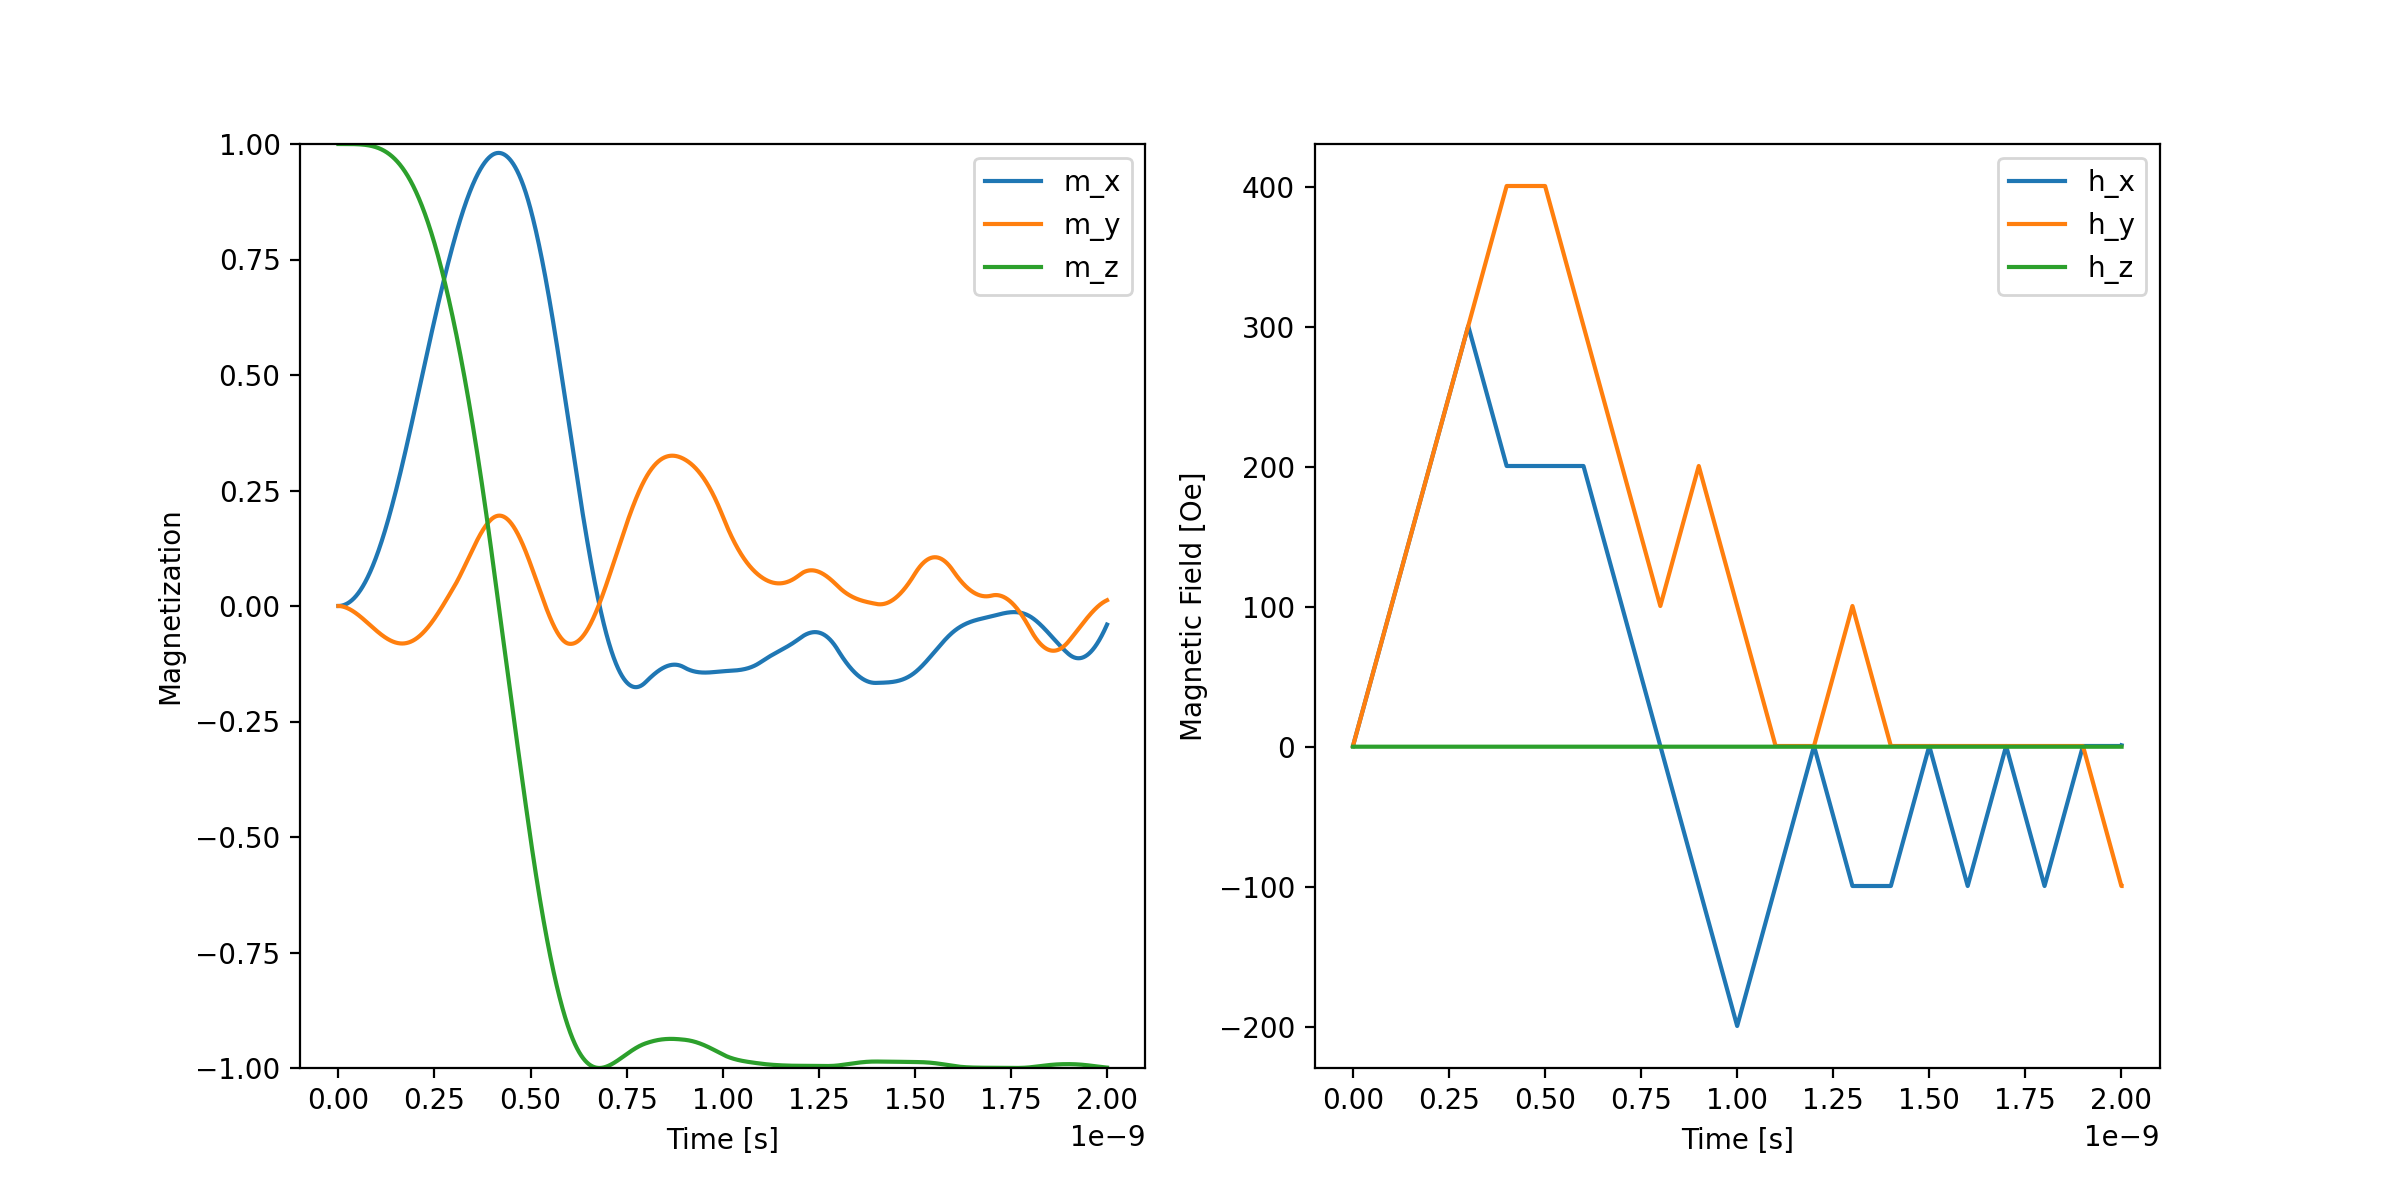 1.00
0.75
0.50
0.25
0.00
−0.25
−0.50
−0.75
−1.00
Magnetization
m_x
m_y
m_z
0.00 0.25 0.50 0.75 1.00 1.25 1.50 1.75 2.00
Time [s]
1e−9
400
300
200
100
0
−100
−200
Magnetic Field [Oe]
h_x
h_y
h_z
0.00 0.25 0.50 0.75 1.00 1.25 1.50 1.75 2.00
Time [s]
1e−9